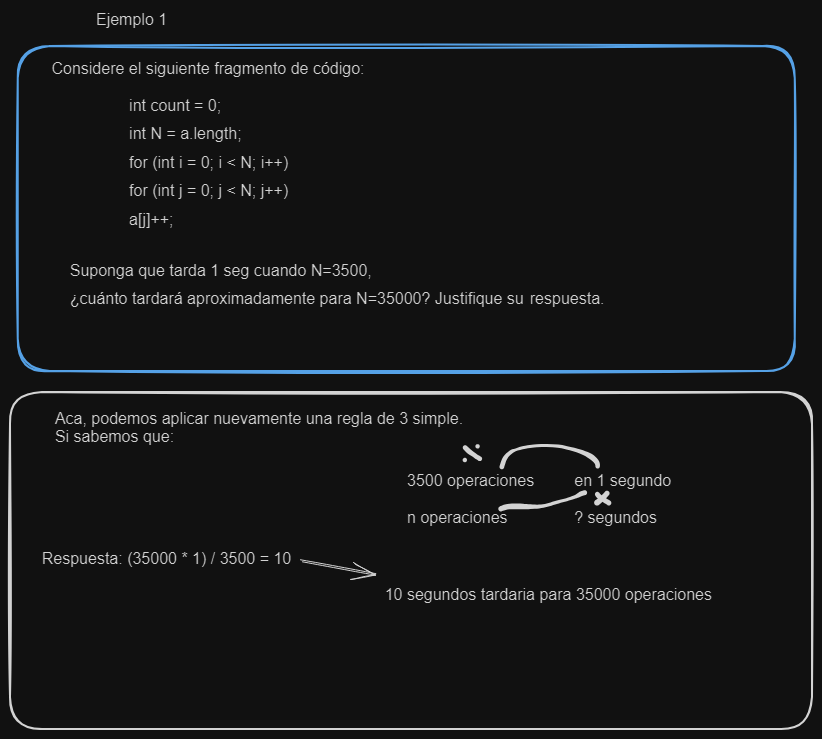 Ejemplo 1
Considere el siguiente fragmento de código:
int count = 0;
int N = a.length;
for (int i = 0; i < N; i++)
for (int j = 0; j < N; j++)
a[j]++;
Suponga que tarda 1 seg cuando N=3500,
¿cuánto tardará aproximadamente para N=35000? Justifique su respuesta.
Aca, podemos aplicar nuevamente una regla de 3 simple.
Si sabemos que:
3500 operaciones en 1 segundo
n operaciones ? segundos
Respuesta: (35000 * 1) / 3500 = 10
10 segundos tardaria para 35000 operaciones